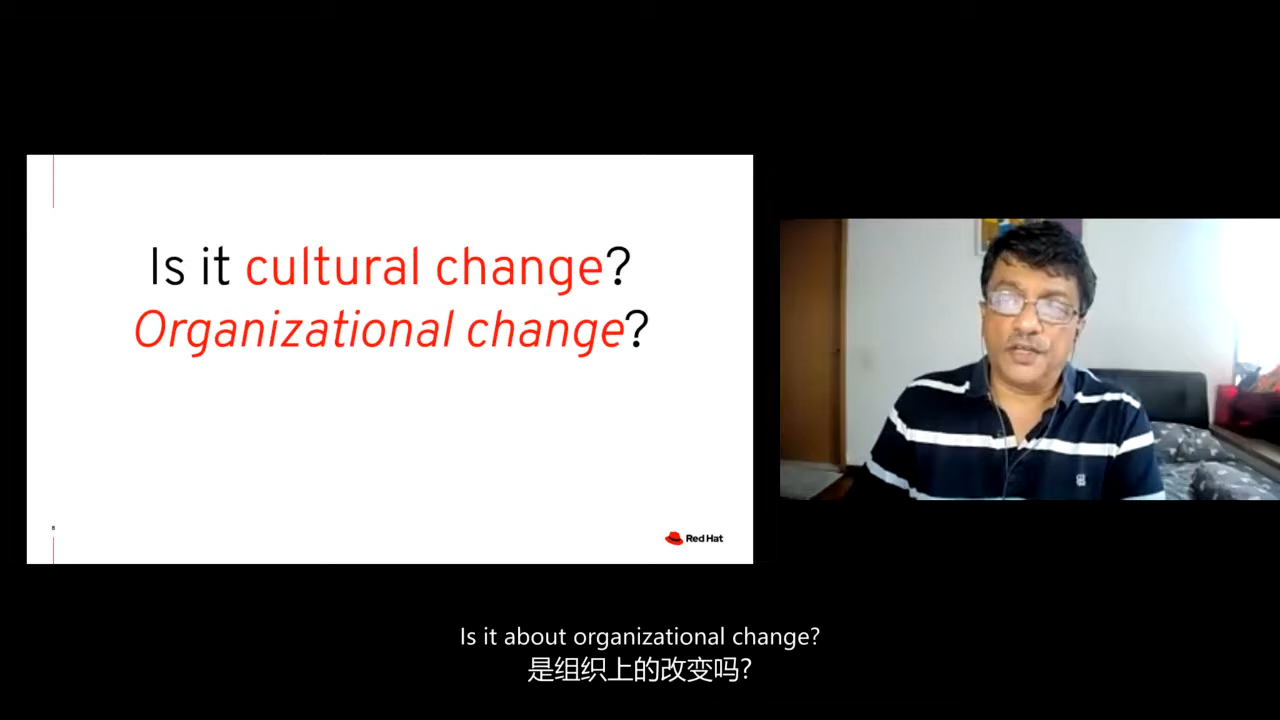 Is it cultural change?
Organizational change?
8
Red Hat
Is it about organizational change?
是组织上的改变吗?